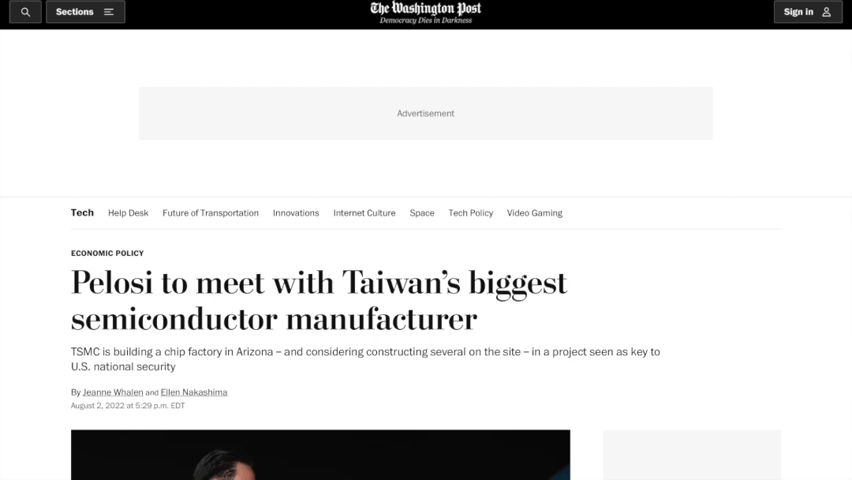 Sections
The Washington Post
Democracy Dies in Darkness
Sign in
Advertisement
Tech Help Desk Future of Transportation Innovations Internet Culture Space Tech Policy Video Gaming
ECONOMIC POLICY
Pelosi to meet with Taiwan’s biggest
semiconductor manufacturer
TSMC is building a chip factory in Arizona – and considering constructing several on the site – in a project seen as key to
U.S. national security
By Jeanne Whalen and Ellen Nakashima
August 2, 2022 at 5:29 p.m. EDT